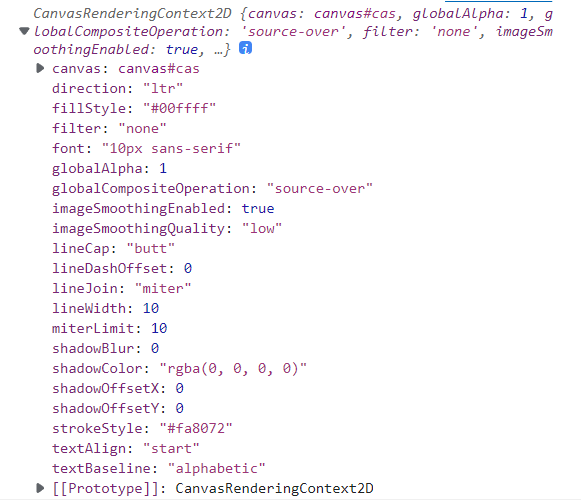 CanvasRenderingContext2D {canvas: canvas#cas, globalAlpha: 1, g
lobalCompositeOperation: 'source-over', filter: 'none', imageSm
oothingEnabled: true, …}
canvas: canvas#cas
direction: "ltr"
fillStyle: "#00ffff"
filter: "none"
font: "10px sans-serif"
globalAlpha: 1
globalCompositeOperation: "source-over"
imageSmoothingEnabled: true
imageSmoothingQuality: "low"
lineCap: "butt"
lineDashOffset: 0
lineJoin: "miter"
lineWidth: 10
miterLimit: 10
shadowBlur: 0
shadowColor: "rgba(0, 0, 0, 0)"
shadowOffsetX: 0
shadowOffsetY: 0
strokeStyle: "#fa8072"
textAlign: "start"
textBaseline: "alphabetic"
[[Prototype]]: CanvasRenderingContext2D